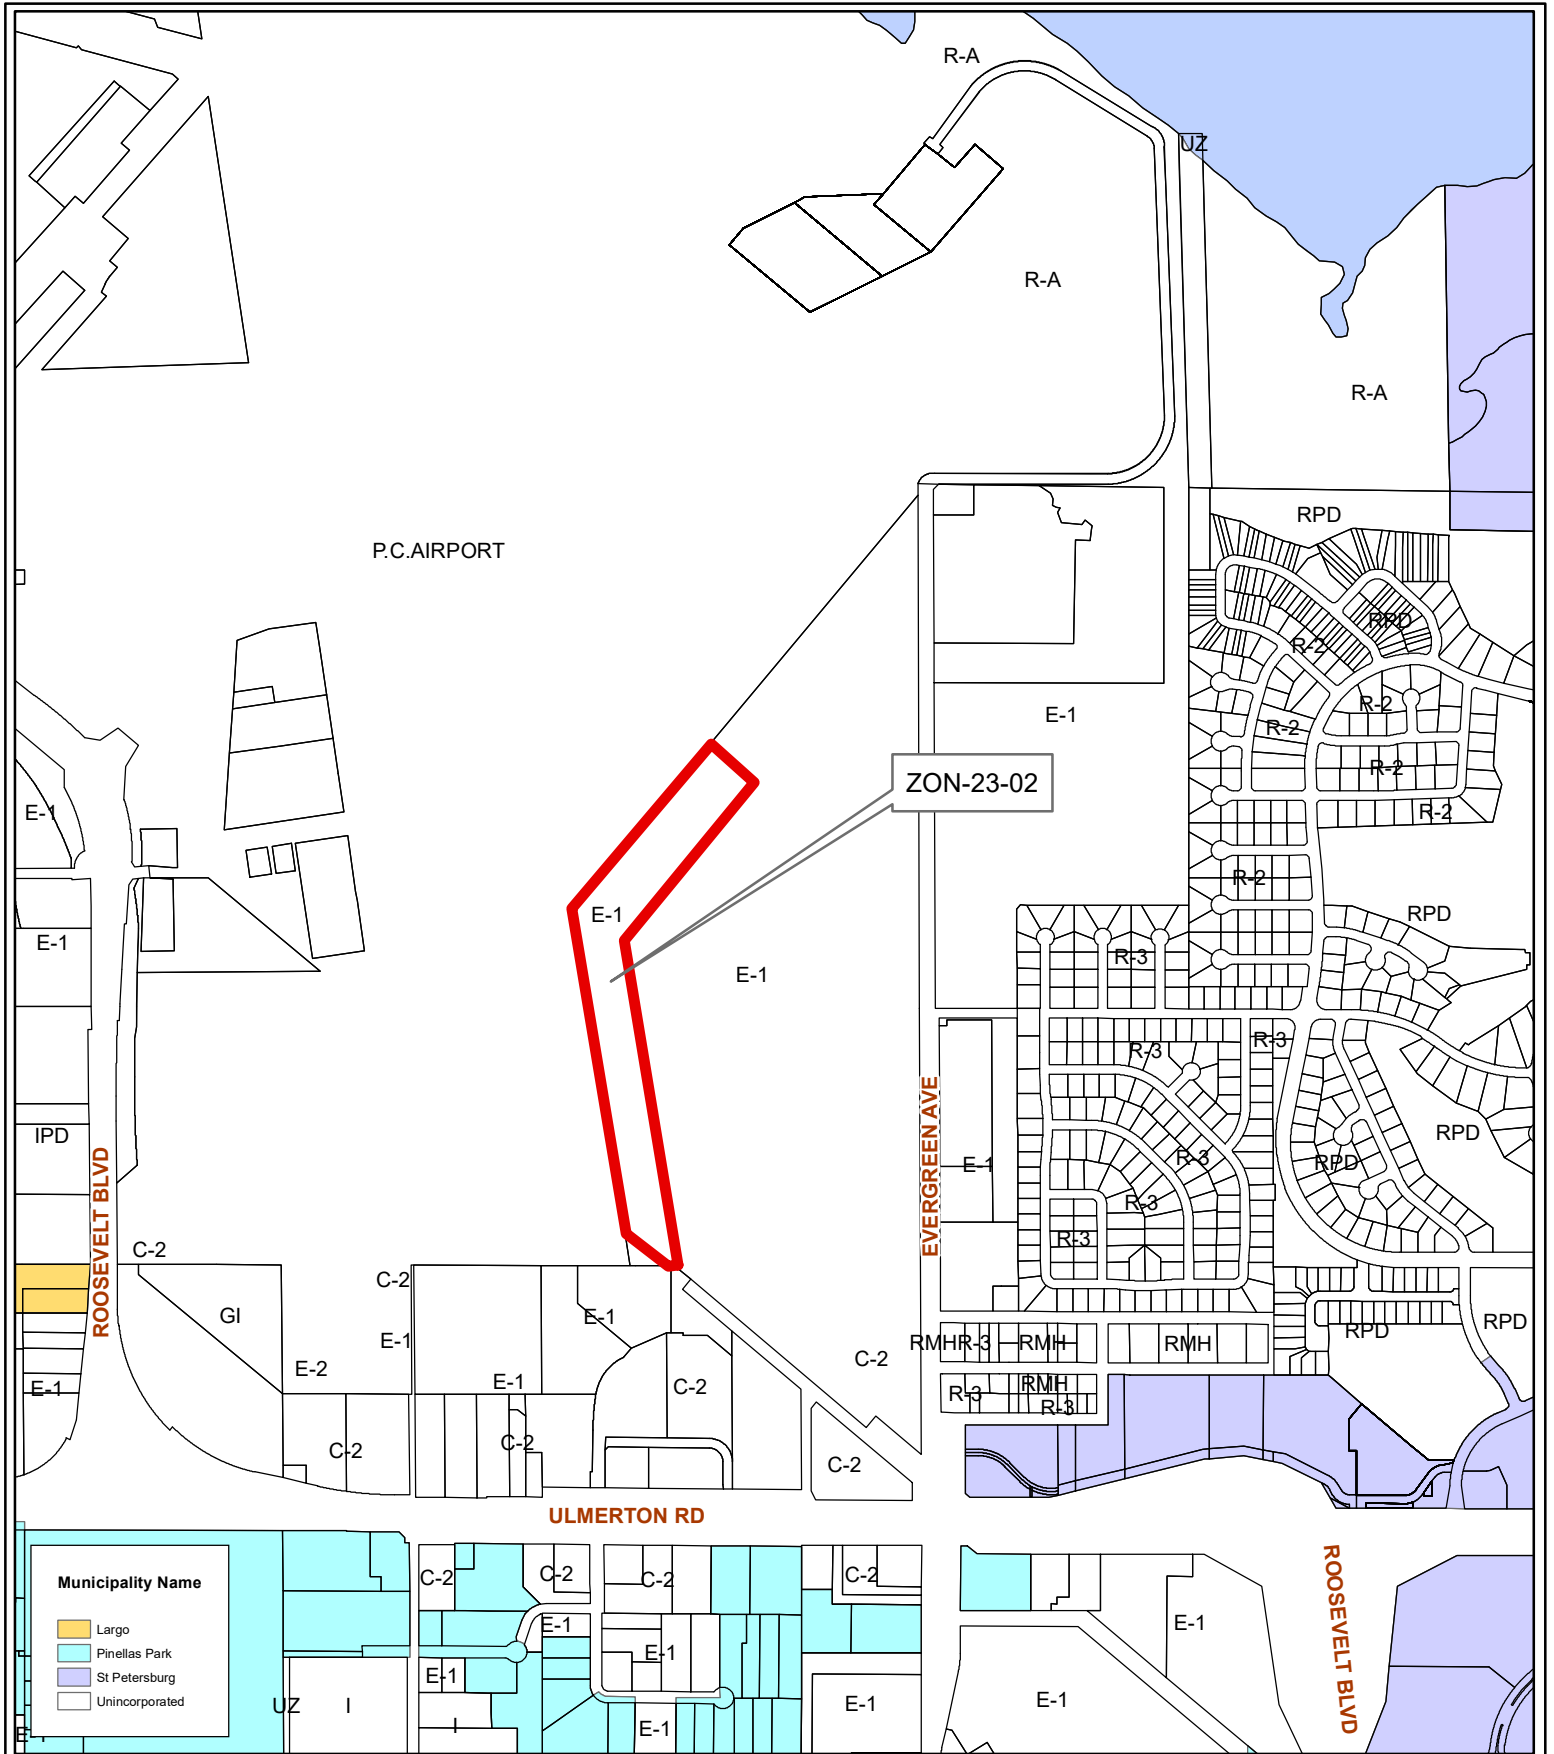 R-A
UZ
R-A
R-A
P.C.AIRPORT
RPD
RPD
R-2
R-2
E-1
R-2
R-2
ZON-23-02
E-1
R-2
R-2
E-1
RPD
E-1
R-3
E-1
R-3
R-3
EVERGREEN AVE
IPD
RPD
ROOSEVELT BLVD
E-1
R-3
RPD
R-3
R-3
C-2
C-2
GI
E-1
E-1
RMH
R-3
RMH
RMH
RPD
RPD
E-2
C-2
E-1
E-1
C-2
R-3
RMH
R-3
C-2
C-2
C-2
ULMERTON RD
Municipality Name
Largo
Pinellas Park
St Petersburg
Unincorporated
C-2
C-2
C-2
C-2
E-1
E-1
E-1
E-1
UZ
I
I
E-1
E-1
E-1
ROOSEVELT BLVD